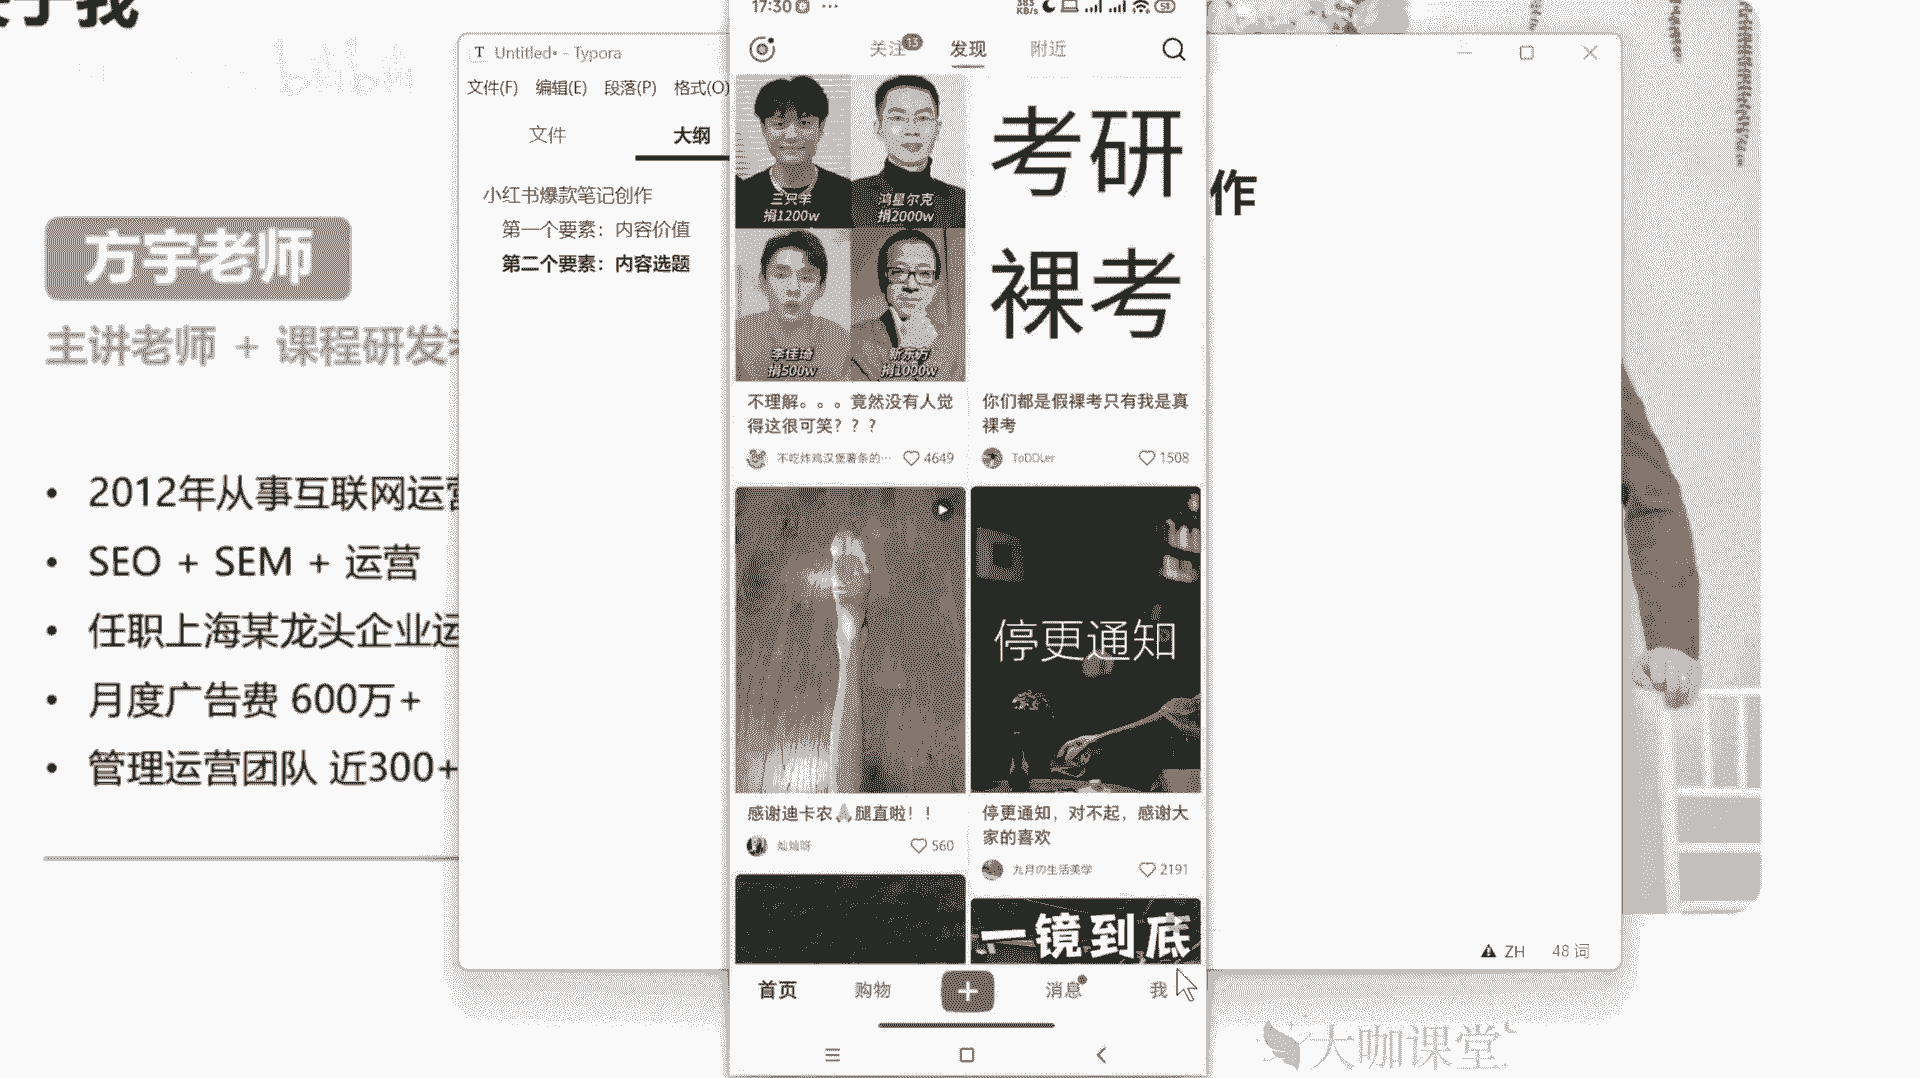 关于我
bilibili
方宇老师
主讲老师 + 课程研发
2012年从事互联网运营
SEO + SEM + 运营
任职上海某龙头企业运
月度广告费 600万+
管理运营团队 近300+
Untitled• - Typora
文件(F) 编辑(E) 段落(P) 格式(O)
文件 大纲
小红书爆款笔记创作
第一个要素：内容价值
第二个要素：内容选题
作
ZH 48 词
17:30 ···
383 KB/s 51
关注 13 发现 附近
三只羊
捐1200w
鸿星尔克
捐2000w
李佳琦
捐500w
新东方
捐1000w
不理解。。。竟然没有人觉
得这很可笑？？？
不吃炸鸡汉堡薯条的··· 4649
考研
裸考
你们都是假裸考只有我是真
裸考
ToDDLer 1508
感谢迪卡农🙏腿直啦！！
灿灿呀 560
停更通知
停更通知，对不起，感谢大
家的喜欢
九月の生活美学 2191
一镜到底
首页 购物 + 消息 我
大咖课堂